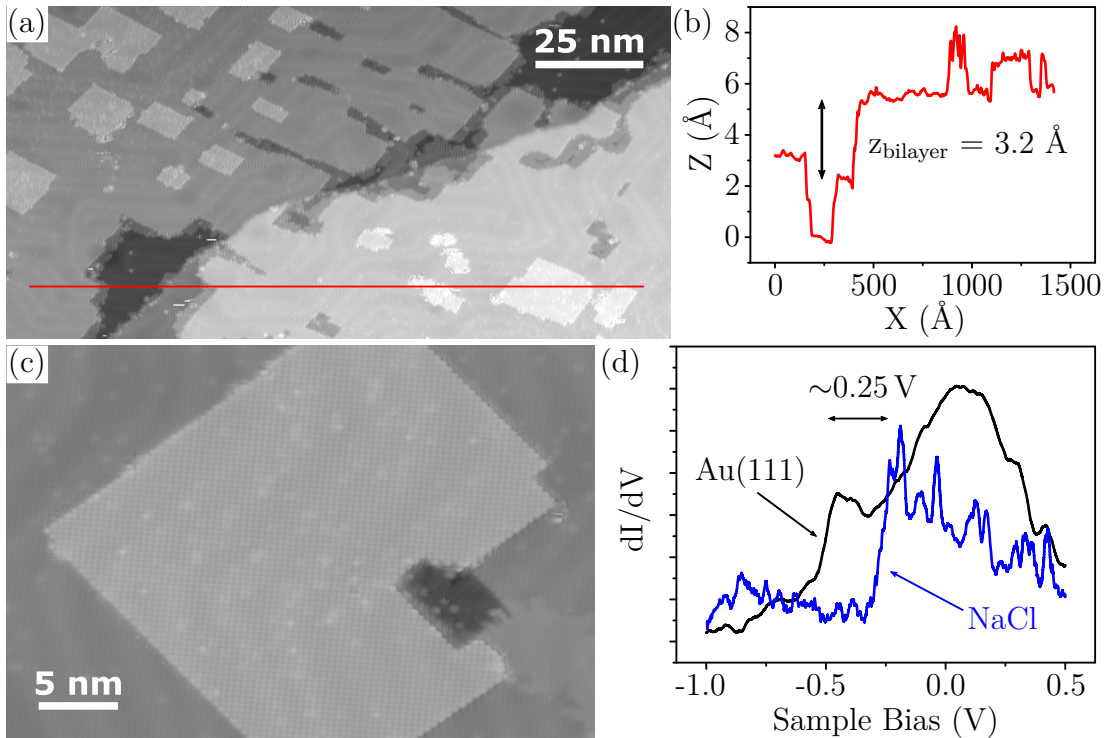 (a)
25 nm
(b)
8
6
4
2
0
Z (Å)
z_bilayer = 3.2 Å
0
500
1000
1500
X (Å)
(c)
5 nm
(d)
~0.25 V
Au(111)
NaCl
dI/dV
-1.0
-0.5
0.0
0.5
Sample Bias (V)